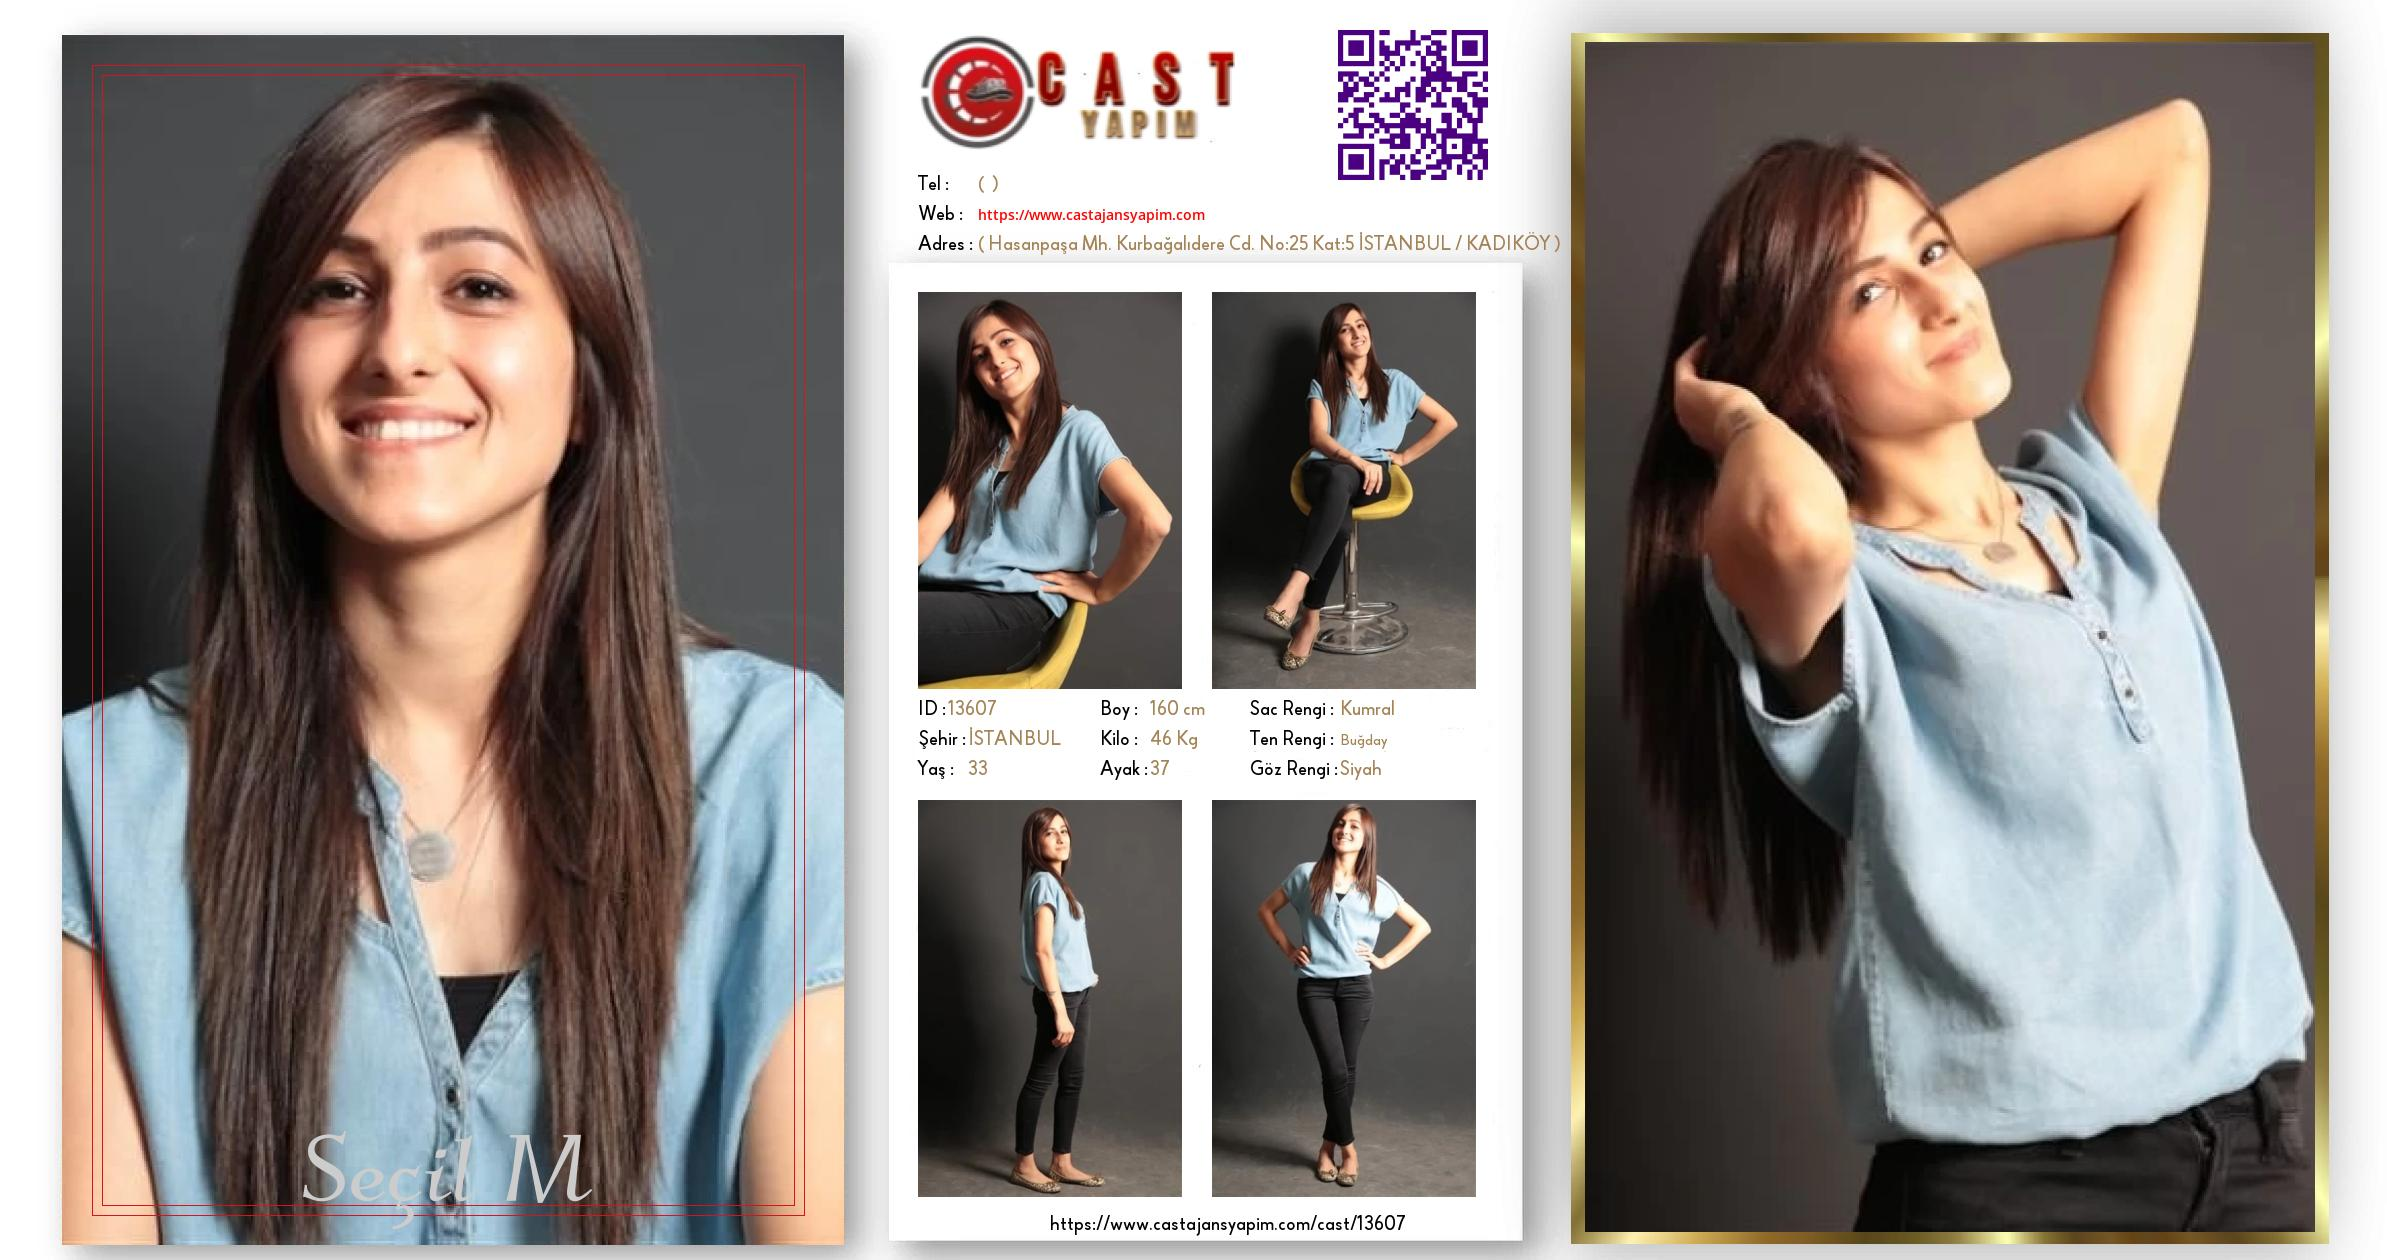 Seçil M
CAST
YAPIM
Tel : ( )
Web : https://www.castajansyapim.com
Adres : ( Hasanpaşa Mh. Kurbağalıdere Cd. No:25 Kat:5 İSTANBUL / KADIKÖY )
ID : 13607 Boy : 160 cm Sac Rengi : Kumral
Şehir : İSTANBUL Kilo : 46 Kg Ten Rengi : Buğday
Yaş : 33 Ayak : 37 Göz Rengi : Siyah
https://www.castajansyapim.com/cast/13607